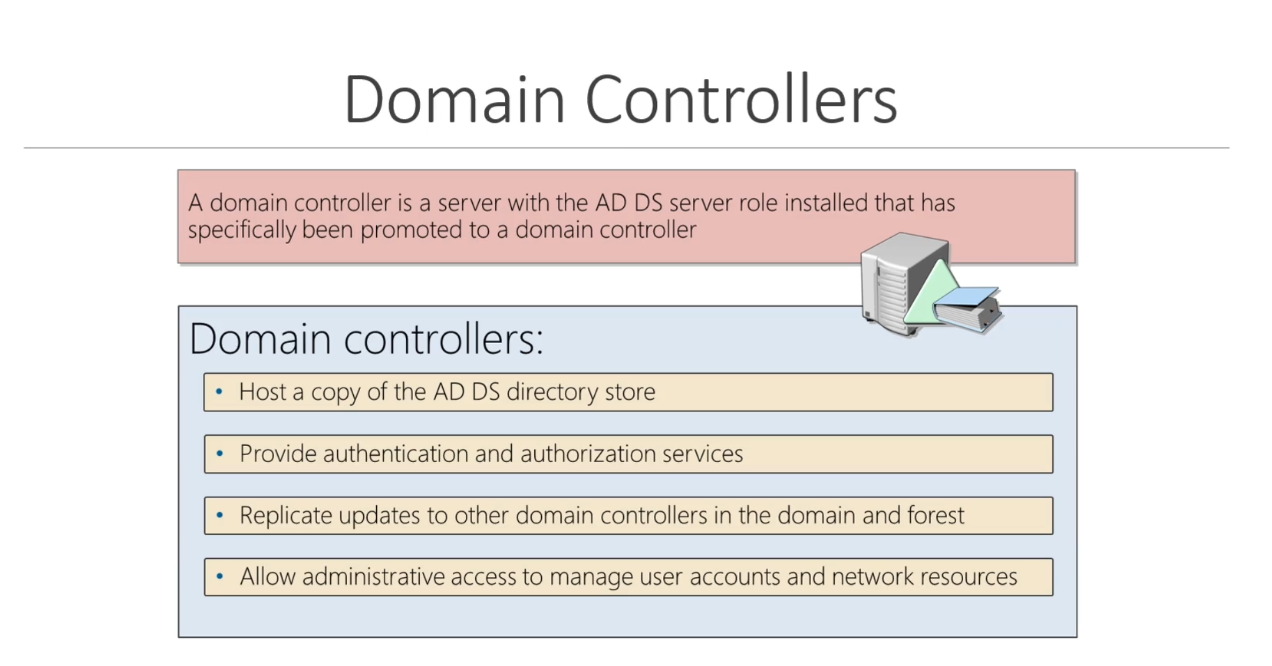 Domain Controllers
A domain controller is a server with the AD DS server role installed that has
specifically been promoted to a domain controller
Domain controllers:
• Host a copy of the AD DS directory store
• Provide authentication and authorization services
• Replicate updates to other domain controllers in the domain and forest
• Allow administrative access to manage user accounts and network resources